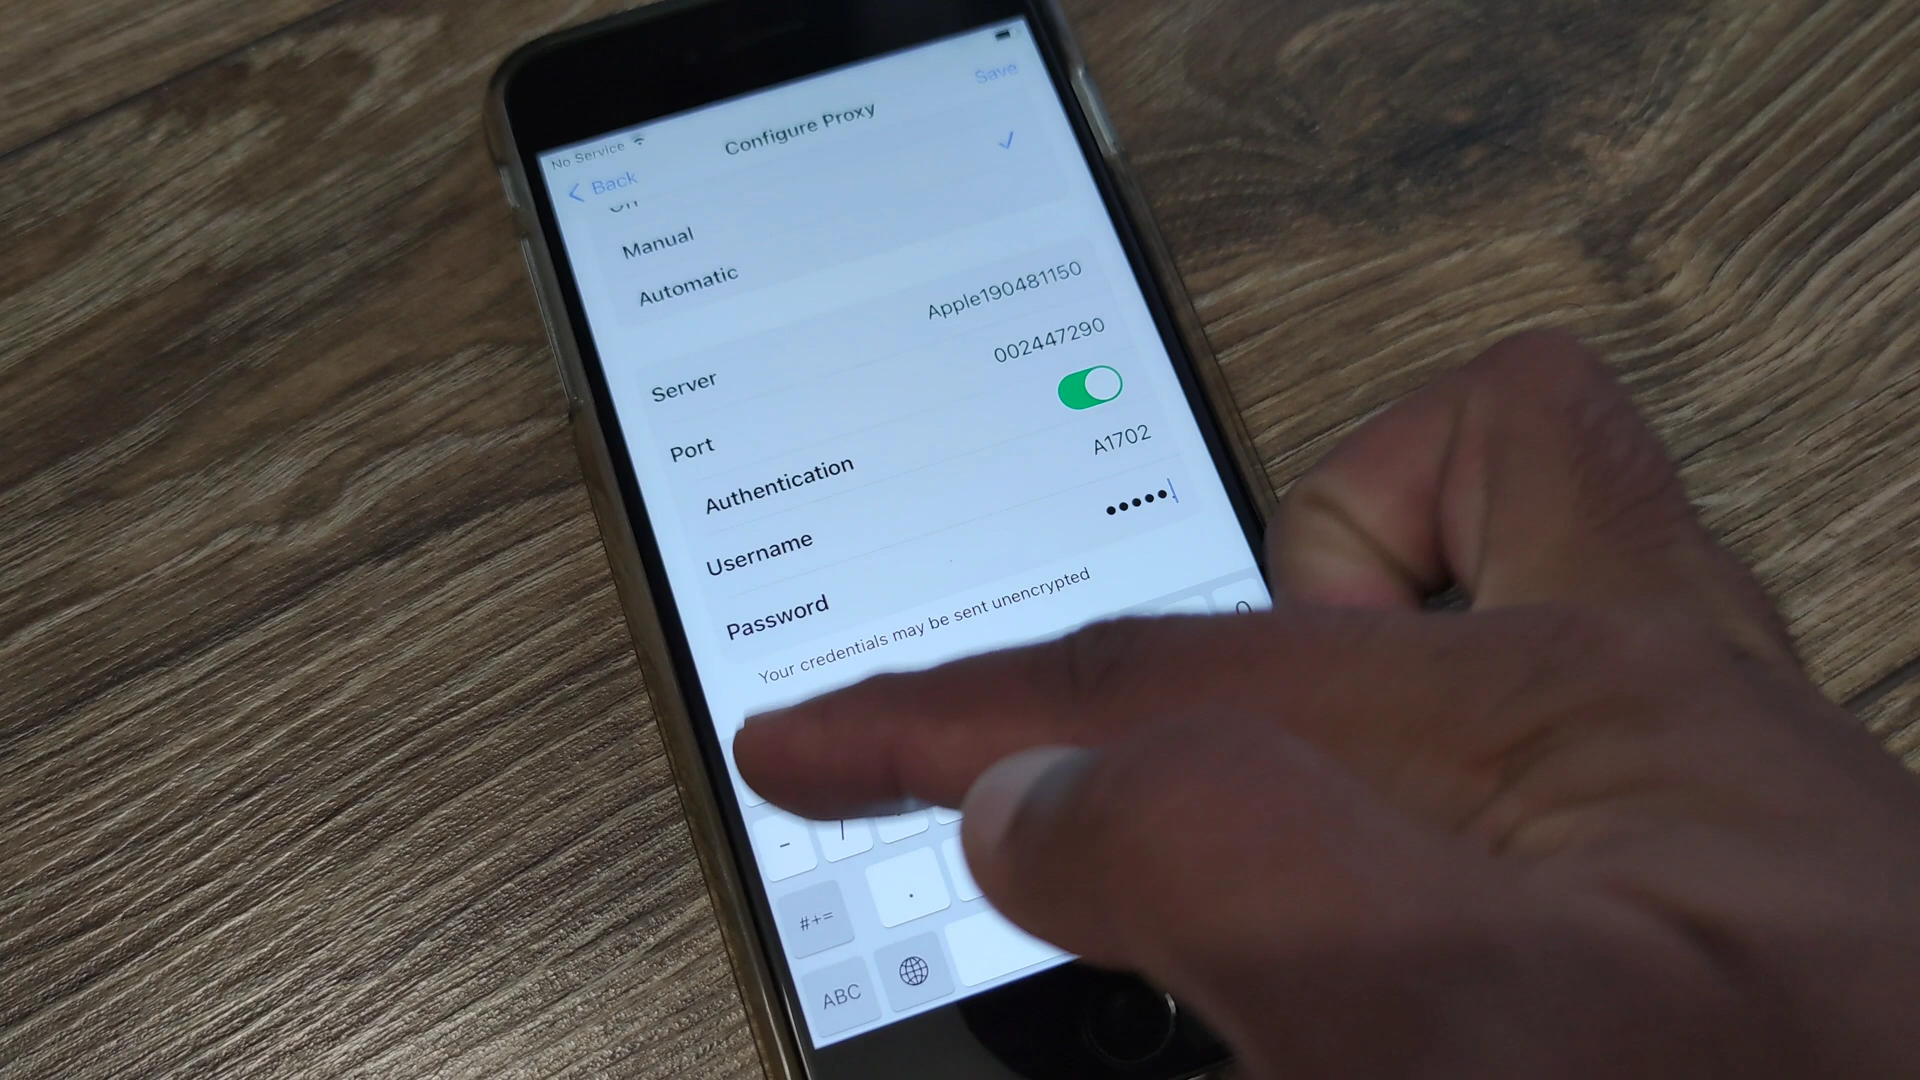 No Service
Configure Proxy
Save
Back
Manual
Automatic
Server Apple190481150
Port 002447290
Authentication
Username A1702
Password •••••
Your credentials may be sent unencrypted
-
.
#+=
ABC